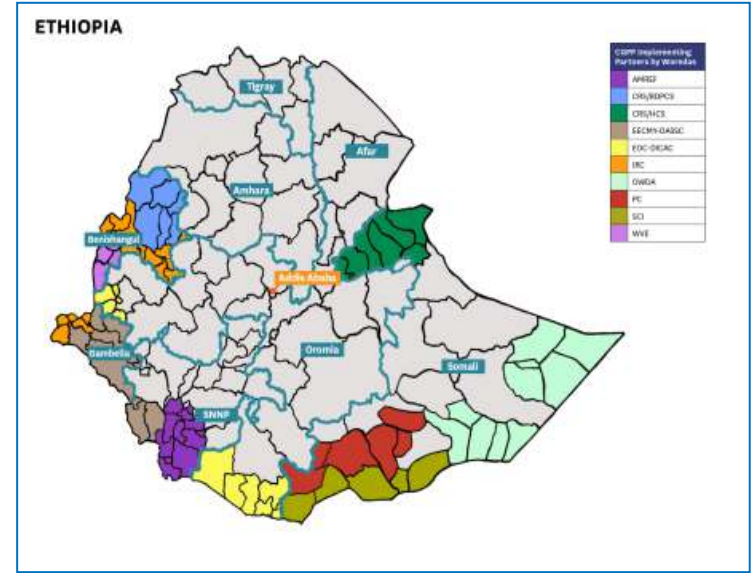 ETHIOPIA
CGPP Implementing
Partners by Woredas
AMREF
CRS/BDPCS
CRS/HCS
EECMY-DASSC
EOC-DICAC
IRC
OWDA
PC
SCI
WVE
Tigray
Afar
Amhara
Benishangul
Addis Ababa
Gambella
Oromia
Somali
SNNP